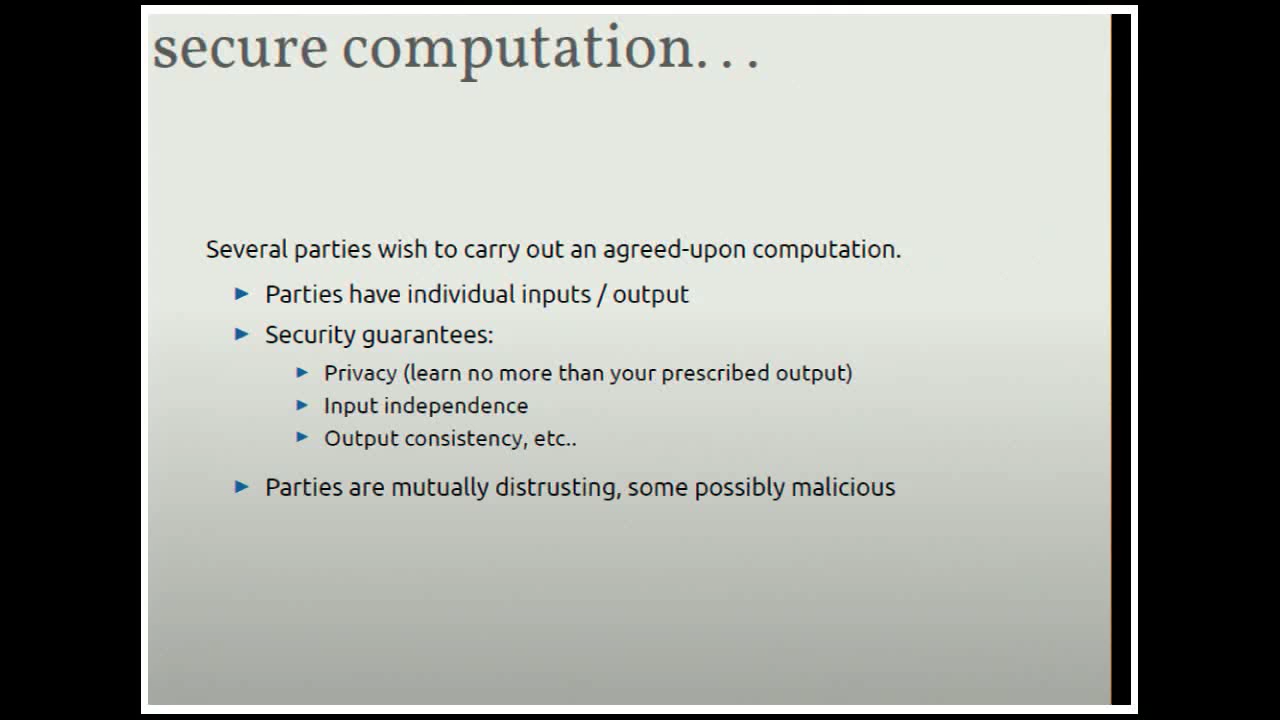 secure computation...
Several parties wish to carry out an agreed-upon computation.
Parties have individual inputs / output
Security guarantees:
Privacy (learn no more than your prescribed output)
Input independence
Output consistency, etc..
Parties are mutually distrusting, some possibly malicious